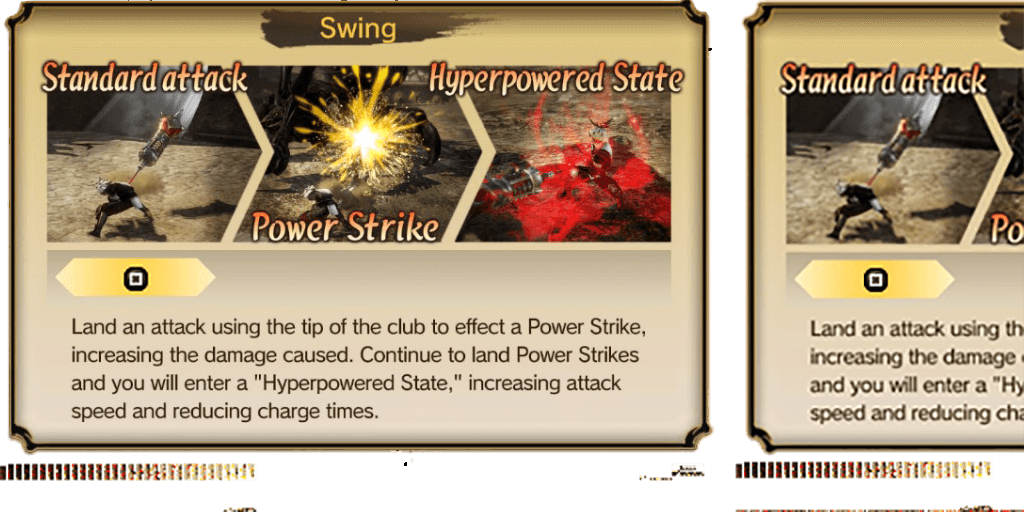 Swing
Standard attack
Hyperpowered State
Power Strike
Land an attack using the tip of the club to effect a Power Strike,
increasing the damage caused. Continue to land Power Strikes
and you will enter a "Hyperpowered State," increasing attack
speed and reducing charge times.
Standard attack
Po
Land an attack using th
increasing the damage
and you will enter a "Hy
speed and reducing cha